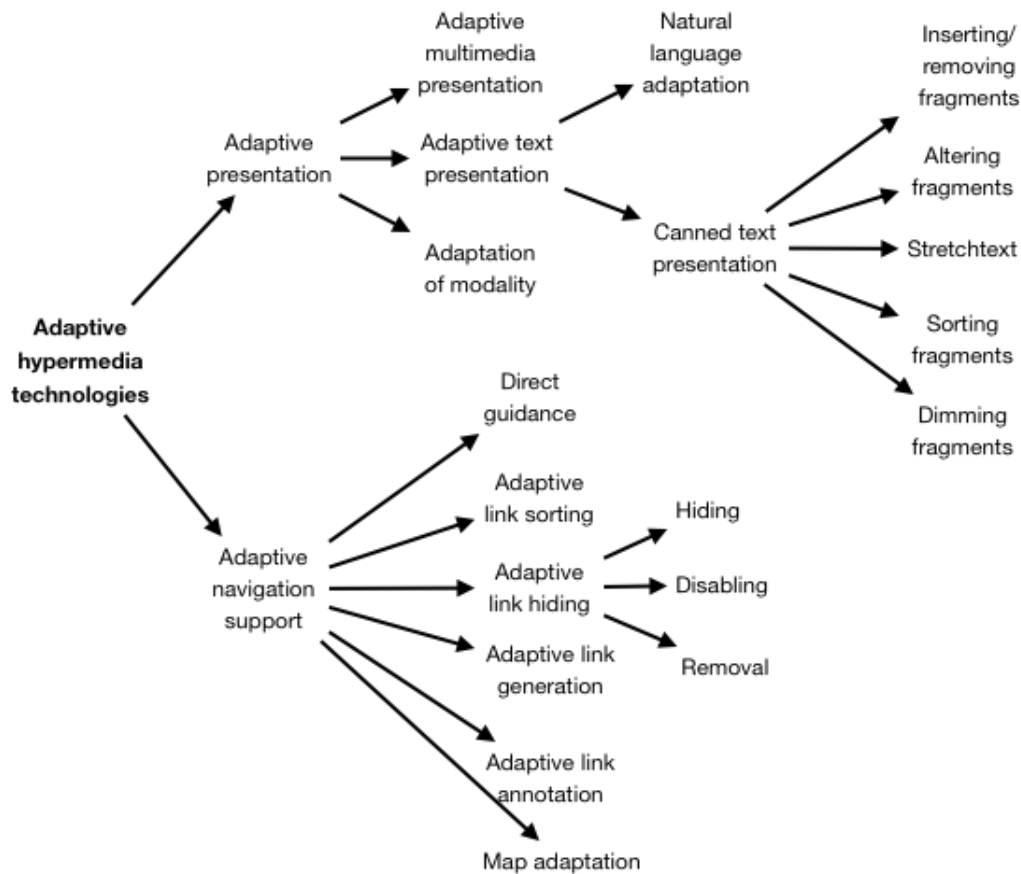 Adaptive
hypermedia
technologies
Adaptive
presentation
Adaptive
multimedia
presentation
Adaptive text
presentation
Adaptation
of modality
Natural
language
adaptation
Canned text
presentation
Inserting/
removing
fragments
Altering
fragments
Stretchtext
Sorting
fragments
Dimming
fragments
Adaptive
navigation
support
Direct
guidance
Adaptive
link sorting
Adaptive
link hiding
Hiding
Disabling
Removal
Adaptive link
generation
Adaptive link
annotation
Map adaptation